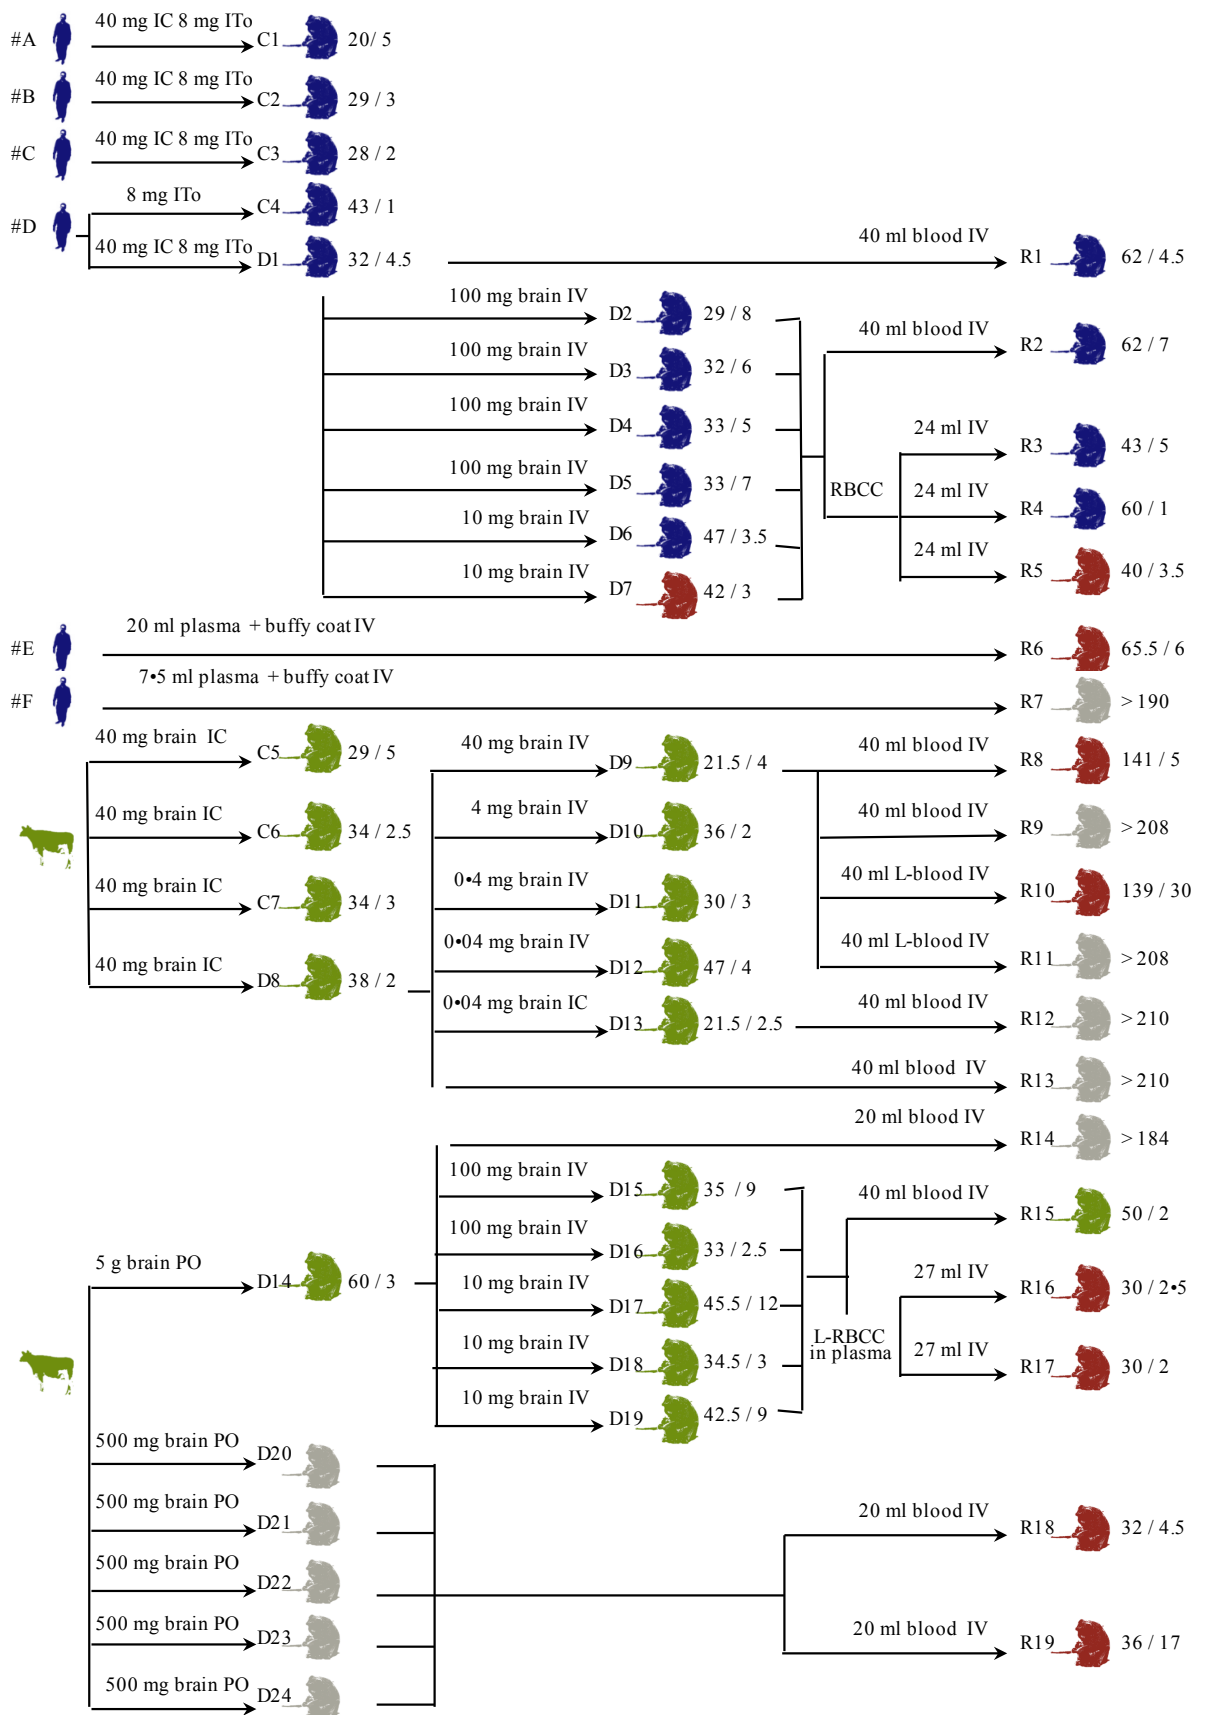 #A 40 mg IC 8 mg ITo C1 20/ 5
#B 40 mg IC 8 mg ITo C2 29 / 3
#C 40 mg IC 8 mg ITo C3 28 / 2
#D 8 mg ITo C4 43 / 1
40 mg IC 8 mg ITo D1 32 / 4.5 40 ml blood IV R1 62 / 4.5
100 mg brain IV D2 29 / 8 40 ml blood IV R2 62 / 7
100 mg brain IV D3 32 / 6
100 mg brain IV D4 33 / 5 24 ml IV R3 43 / 5
100 mg brain IV D5 33 / 7 RBCC 24 ml IV R4 60 / 1
10 mg brain IV D6 47 / 3.5 24 ml IV R5 40 / 3.5
10 mg brain IV D7 42 / 3
#E 20 ml plasma + buffy coat IV R6 65.5 / 6
#F 7•5 ml plasma + buffy coat IV R7 > 190
40 mg brain IC C5 29 / 5 40 mg brain IV D9 21.5 / 4 40 ml blood IV R8 141 / 5
40 mg brain IC C6 34 / 2.5 4 mg brain IV D10 36 / 2 40 ml blood IV R9 > 208
40 mg brain IC C7 34 / 3 0•4 mg brain IV D11 30 / 3 40 ml L-blood IV R10 139 / 30
40 mg brain IC D8 38 / 2 0•04 mg brain IV D12 47 / 4 40 ml L-blood IV R11 > 208
0•04 mg brain IC D13 21.5 / 2.5 40 ml blood IV R12 > 210
40 ml blood IV R13 > 210
20 ml blood IV R14 > 184
100 mg brain IV D15 35 / 9 40 ml blood IV R15 50 / 2
100 mg brain IV D16 33 / 2.5
5 g brain PO D14 60 / 3 10 mg brain IV D17 45.5 / 12 27 ml IV R16 30 / 2•5
L-RBCC
in plasma
10 mg brain IV D18 34.5 / 3 27 ml IV R17 30 / 2
10 mg brain IV D19 42.5 / 9
500 mg brain PO D20
500 mg brain PO D21 20 ml blood IV R18 32 / 4.5
500 mg brain PO D22
500 mg brain PO D23 20 ml blood IV R19 36 / 17
500 mg brain PO D24